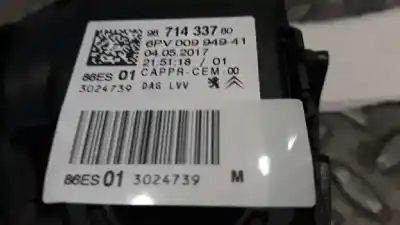 96 714 337 80
6PV 009 949-41
04.05.2017
21:51:18 / 01
86ES 01 CAPPR-CEM-00
3024739 DAG LVV
86ES 01 3024739 M